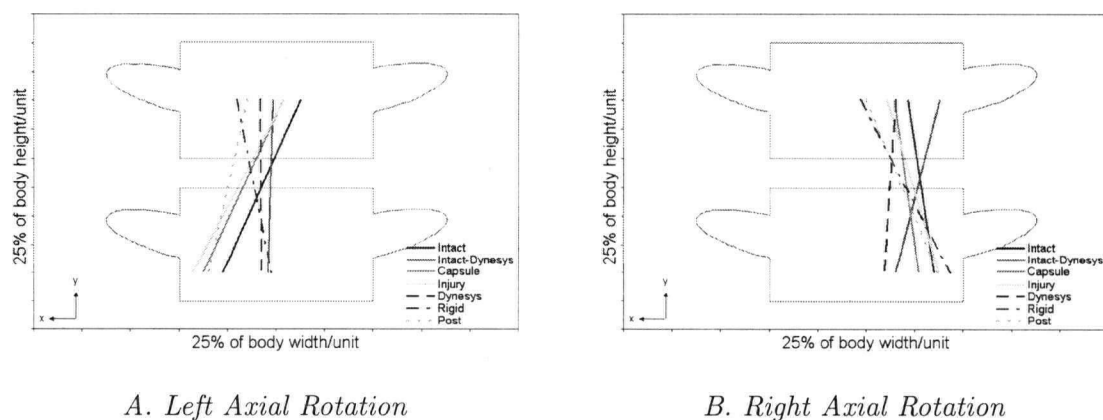 25% of body height/unit
Intact
Intact-Dynesys
Capsule
Injury
Dynesys
Rigid
Post
y
x
25% of body width/unit
A. Left Axial Rotation
25% of body height/unit
Intact
Intact-Dynesys
Capsule
Injury
Dynesys
Rigid
Post
y
x
25% of body width/unit
B. Right Axial Rotation